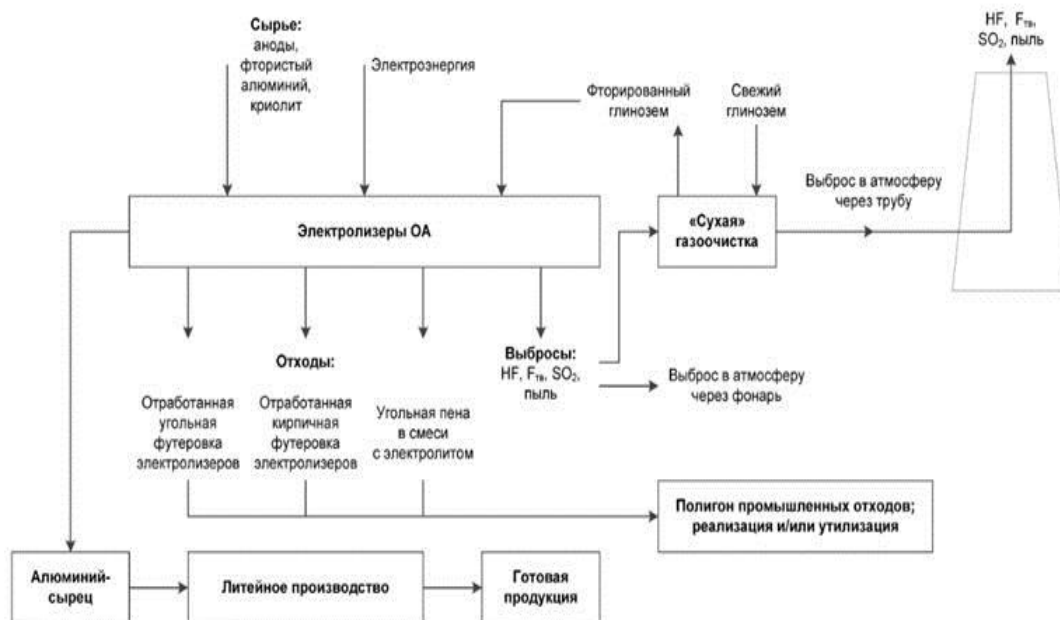 Сырье:
аноды,
фтористый
алюминий,
криолит
Электроэнергия
Фторированный
глинозем
Свежий
глинозем
HF, Fтв,
SO2, пыль
Выброс в атмосферу
через трубу
Электролизеры ОА
«Сухая»
газоочистка
Отходы:
Выбросы:
HF, Fтв, SO2,
пыль
Выброс в атмосферу
через фонарь
Отработанная
угольная
футеровка
электролизеров
Отработанная
кирпичная
футеровка
электролизеров
Угольная пена
в смеси
с электролитом
Полигон промышленных отходов;
реализация и/или утилизация
Алюминий-
сырец
Литейное производство
Готовая
продукция